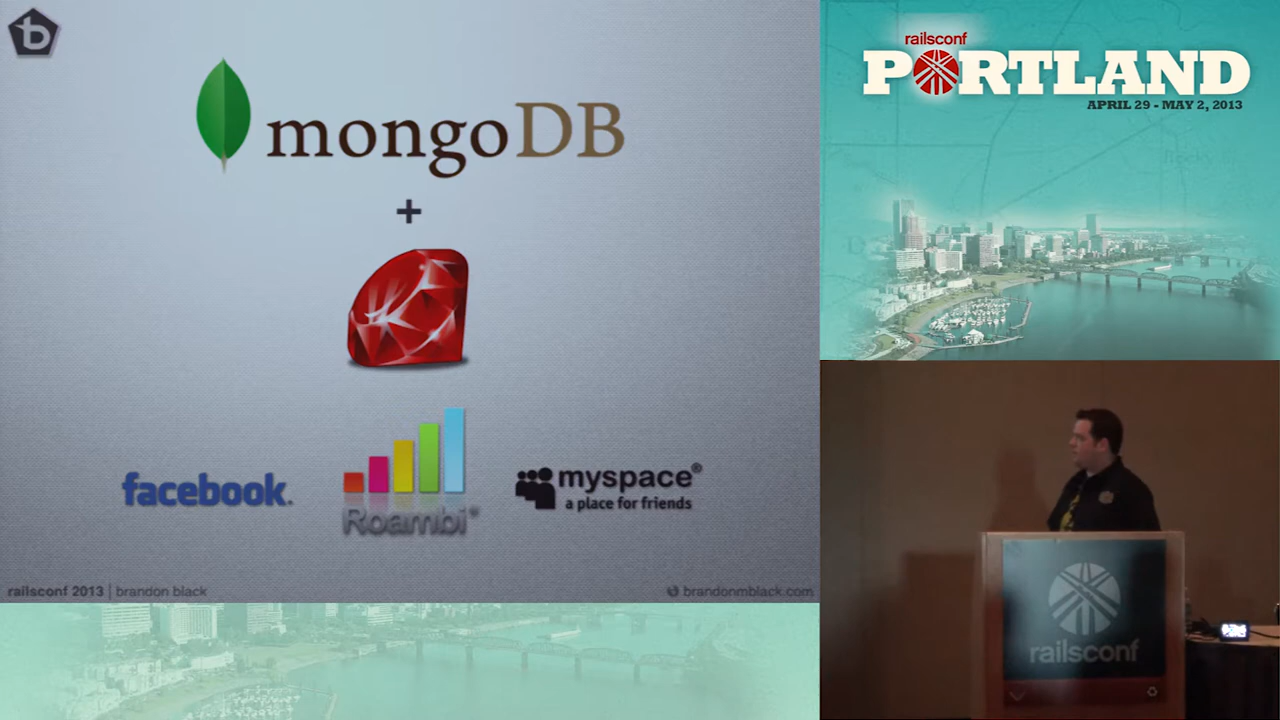 mongoDB
+
facebook.
Roambi®
myspace®
a place for friends
railsconf 2013 | brandon black
brandonmblack.com
railsconf
PORTLAND
APRIL 29 - MAY 2, 2013
railsconf